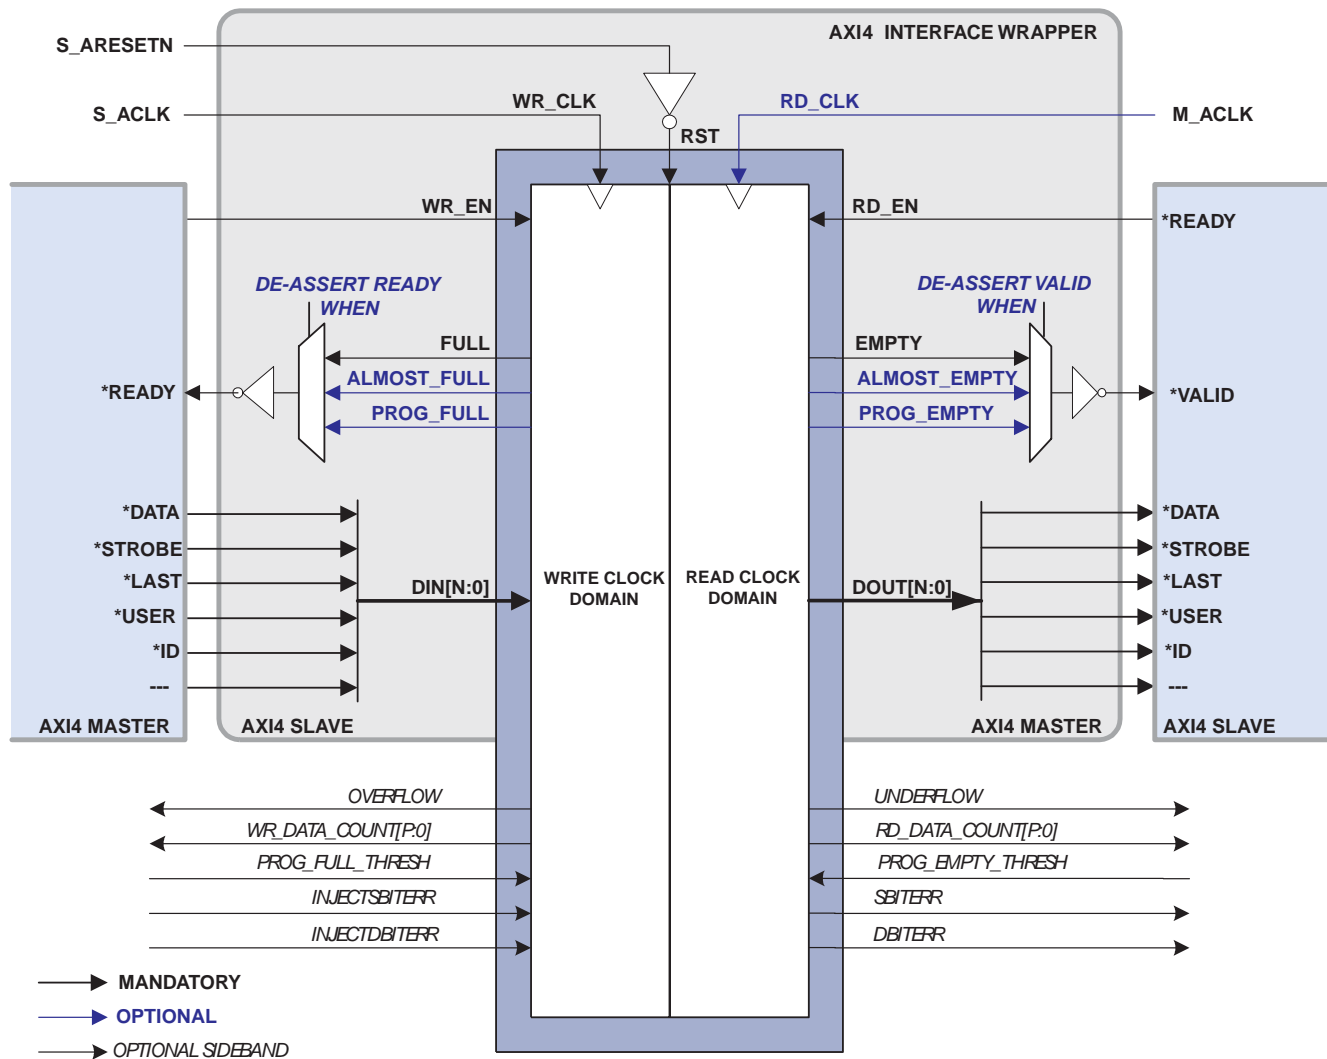 AXI4 INTERFACE WRAPPER
S_ARESETN
S_ACLK
WR_CLK
RD_CLK
M_ACLK
RST
WR_EN
RD_EN
*READY
DE-ASSERT READY
WHEN
DE-ASSERT VALID
WHEN
FULL
EMPTY
*READY
ALMOST_FULL
ALMOST_EMPTY
*VALID
PROG_FULL
PROG_EMPTY
*DATA
*STROBE
*LAST
*USER
*ID
---
DIN[N:0]
WRITE CLOCK
DOMAIN
READ CLOCK
DOMAIN
DOUT[N:0]
*DATA
*STROBE
*LAST
*USER
*ID
---
AXI4 MASTER
AXI4 SLAVE
AXI4 MASTER
AXI4 SLAVE
OVERFLOW
UNDERFLOW
WR_DATA_COUNT[P:0]
RD_DATA_COUNT[P:0]
PROG_FULL_THRESH
PROG_EMPTY_THRESH
INJECTSBITERR
SBITERR
INJECTDBITERR
DBITERR
MANDATORY
OPTIONAL
OPTIONAL SIDEBAND